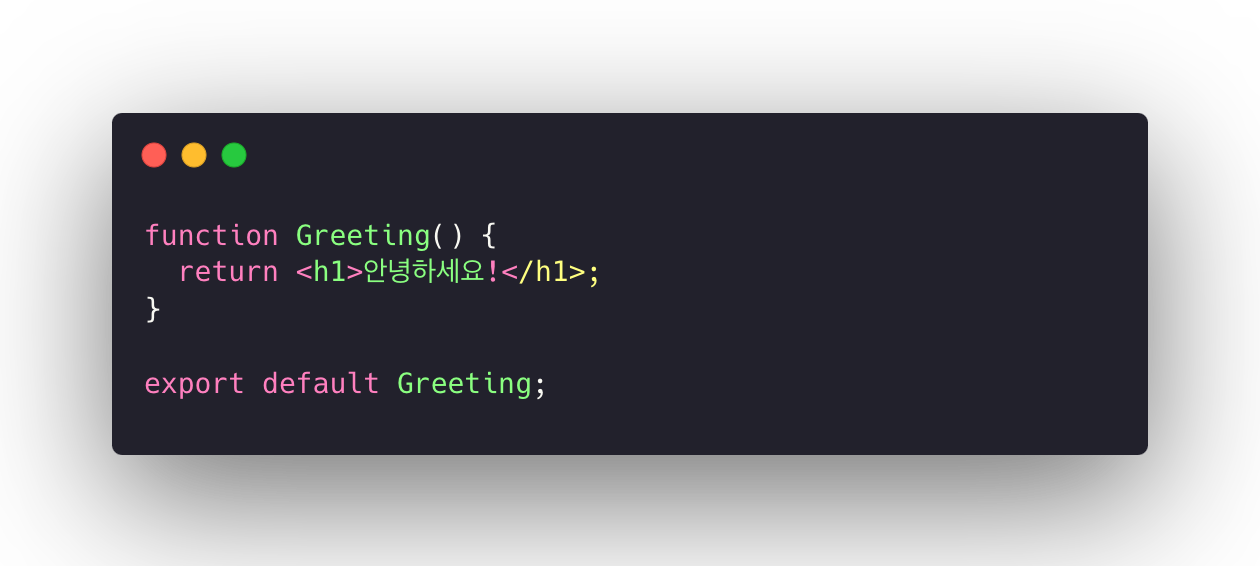 function Greeting() {
  return <h1>안녕하세요!</h1>;
}

export default Greeting;